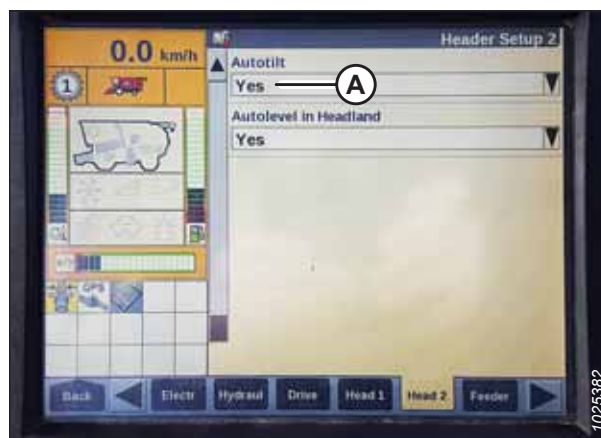 0.0 km/h
Header Setup 2
1
Autotilt
Yes
A
Autolevel in Headland
Yes
GPS
Back
Electr
Hydraul
Drive
Head 1
Head 2
Feeder
1025382